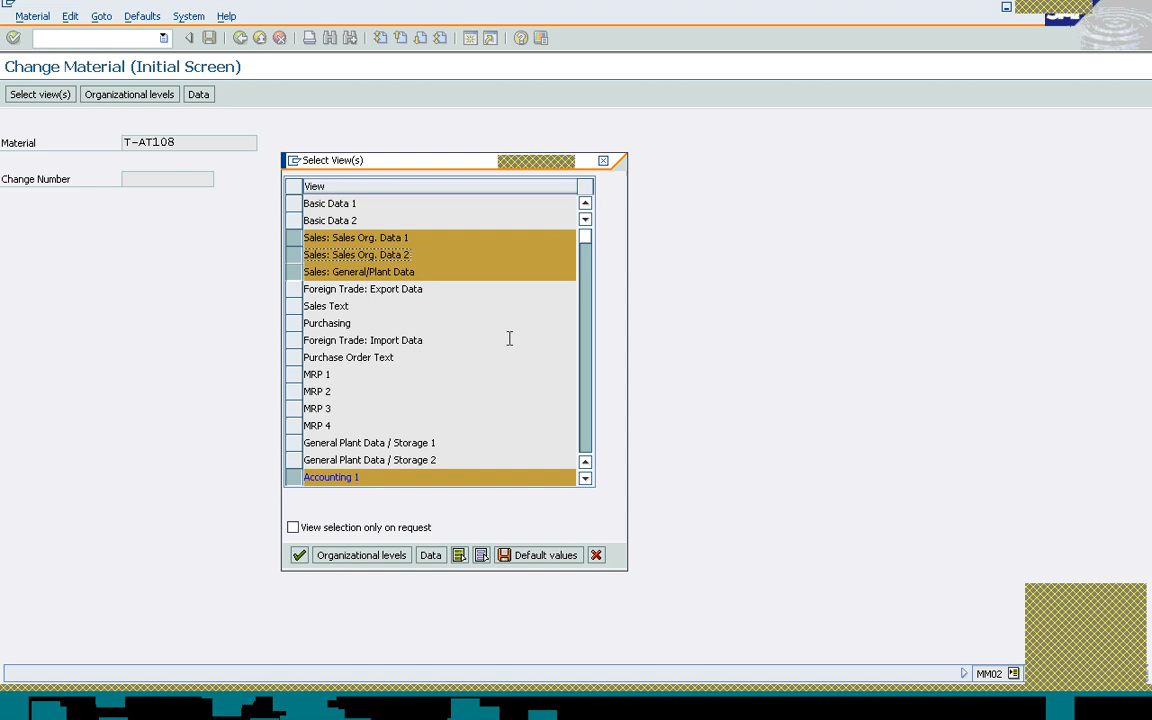 Material Edit Goto Defaults System Help
Change Material (Initial Screen)
Select view(s) Organizational levels Data
Material T-AT108
Change Number
Select View(s)
View
Basic Data 1
Basic Data 2
Sales: Sales Org. Data 1
Sales: Sales Org. Data 2
Sales: General/Plant Data
Foreign Trade: Export Data
Sales Text
Purchasing
Foreign Trade: Import Data
Purchase Order Text
MRP 1
MRP 2
MRP 3
MRP 4
General Plant Data / Storage 1
General Plant Data / Storage 2
Accounting 1
View selection only on request
Organizational levels Data Default values
MM02